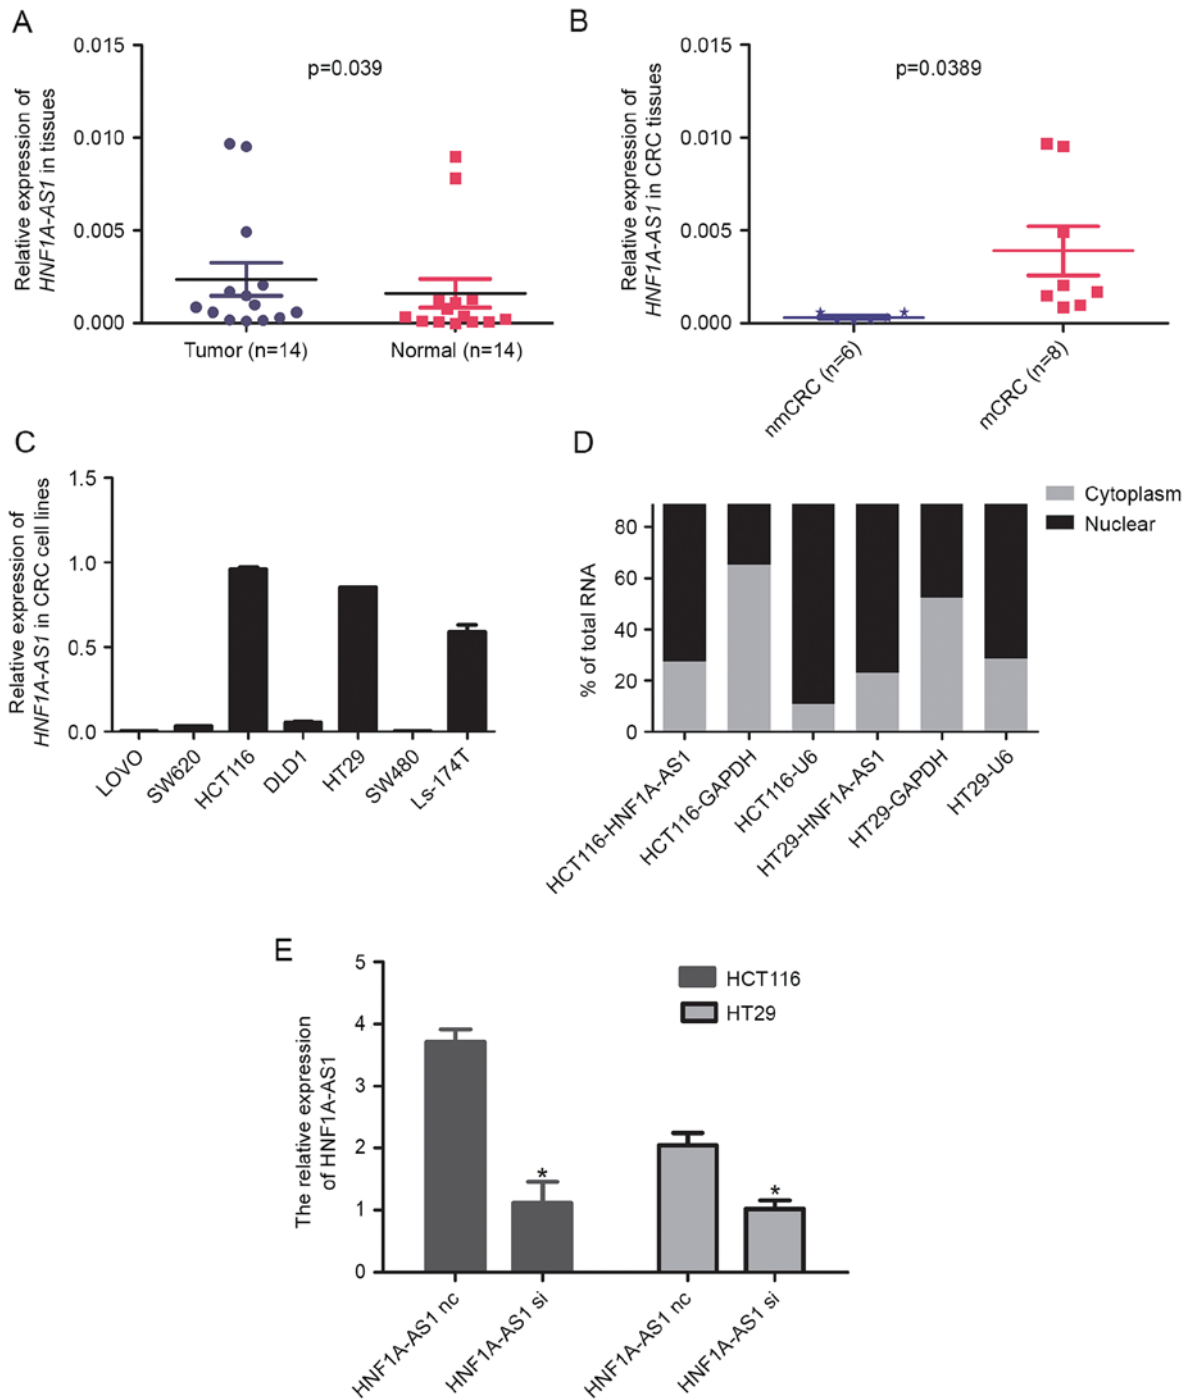 A
Relative expression of
HNF1A-AS1 in tissues
0.015
0.010
0.005
0.000
p=0.039
Tumor (n=14)
Normal (n=14)
B
Relative expression of
HNF1A-AS1 in CRC tissues
0.015
0.010
0.005
0.000
p=0.0389
nmCRC (n=6)
mCRC (n=8)
C
Relative expression of
HNF1A-AS1 in CRC cell lines
1.5
1.0
0.5
0.0
LOVO
SW620
HCT116
DLD1
HT29
SW480
Ls-174T
D
% of total RNA
80
60
40
20
0
Cytoplasm
Nuclear
HCT116-HNF1A-AS1
HCT116-GAPDH
HCT116-U6
HT29-HNF1A-AS1
HT29-GAPDH
HT29-U6
E
The relative expression
of HNF1A-AS1
5
4
3
2
1
0
HCT116
HT29
*
*
HNF1A-AS1 nc
HNF1A-AS1 si
HNF1A-AS1 nc
HNF1A-AS1 si